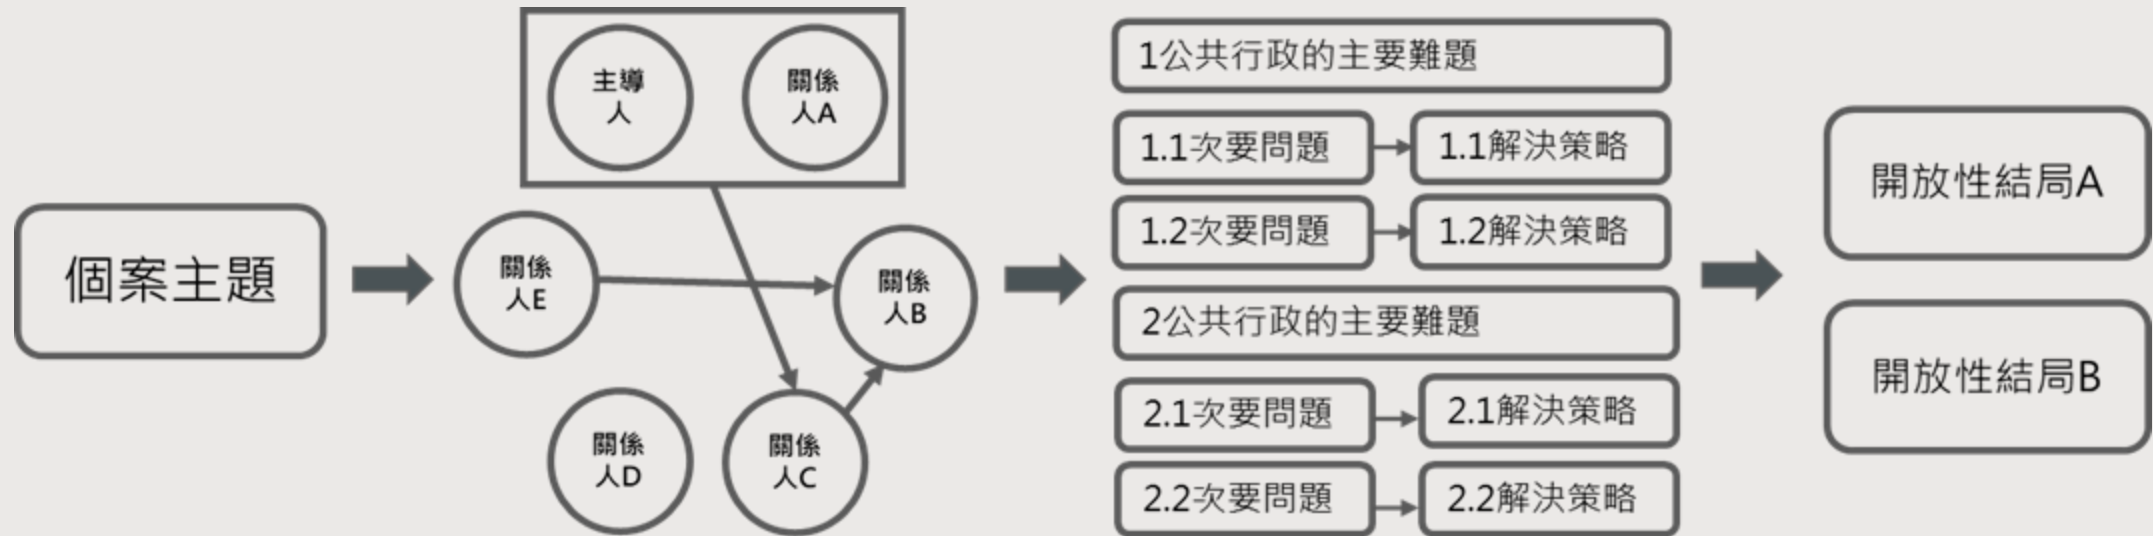 個案主題
主導
人
關係
人A
關係
人E
關係
人B
關係
人D
關係
人C
1公共行政的主要難題
1.1次要問題
1.1解決策略
1.2次要問題
1.2解決策略
2公共行政的主要難題
2.1次要問題
2.1解決策略
2.2次要問題
2.2解決策略
開放性結局A
開放性結局B